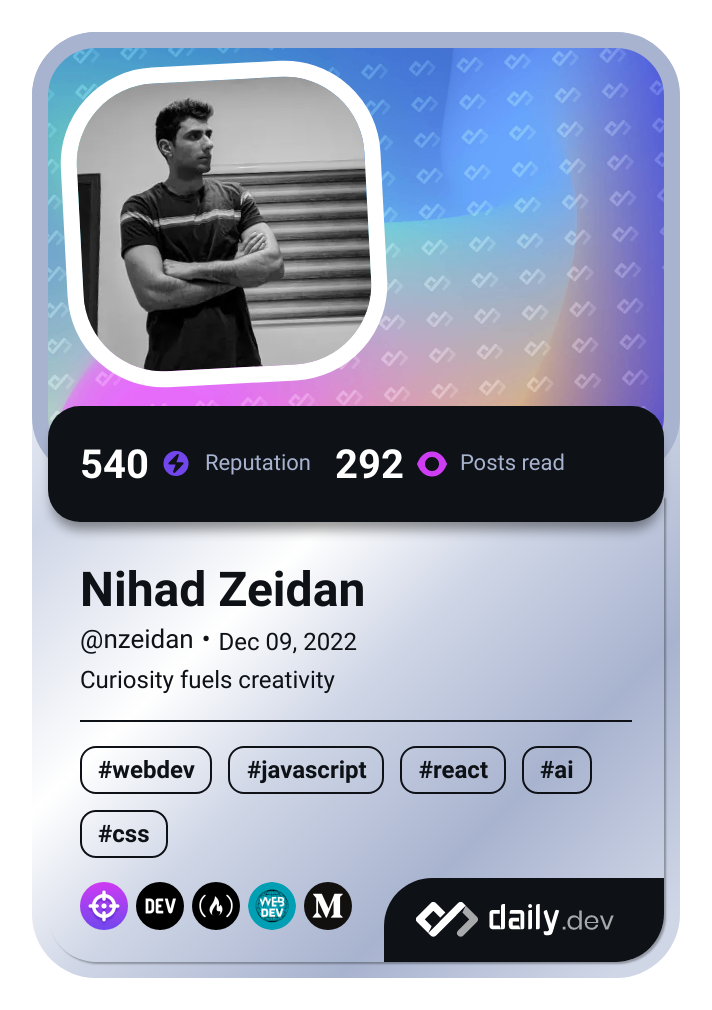 540 Reputation 292 Posts read
Nihad Zeidan
@nzeidan • Dec 09, 2022
Curiosity fuels creativity
#webdev #javascript #react #ai
#css
DEV WEB DEV M
daily.dev